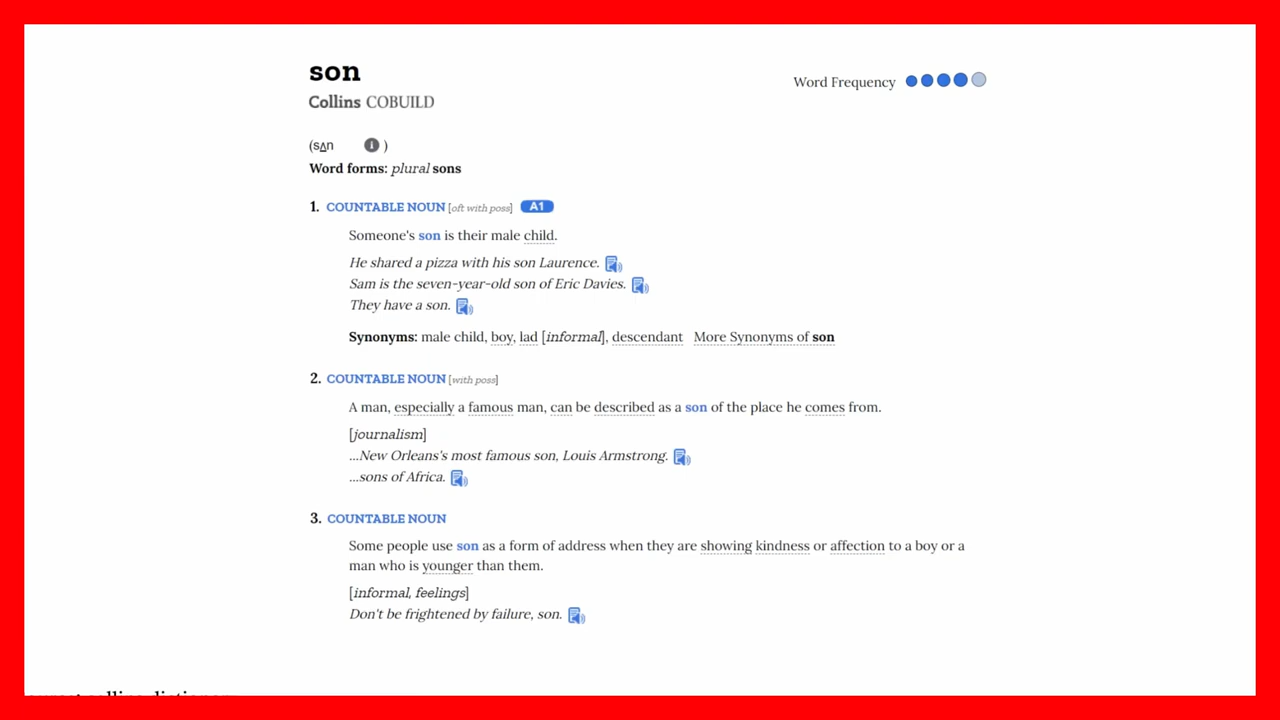 son
Word Frequency
Collins COBUILD
(sʌn )
Word forms: plural sons
1. COUNTABLE NOUN [oft with poss] A1
Someone's son is their male child.
He shared a pizza with his son Laurence.
Sam is the seven-year-old son of Eric Davies.
They have a son.
Synonyms: male child, boy, lad [informal], descendant More Synonyms of son
2. COUNTABLE NOUN [with poss]
A man, especially a famous man, can be described as a son of the place he comes from.
[journalism]
...New Orleans's most famous son, Louis Armstrong.
...sons of Africa.
3. COUNTABLE NOUN
Some people use son as a form of address when they are showing kindness or affection to a boy or a
man who is younger than them.
[informal, feelings]
Don't be frightened by failure, son.